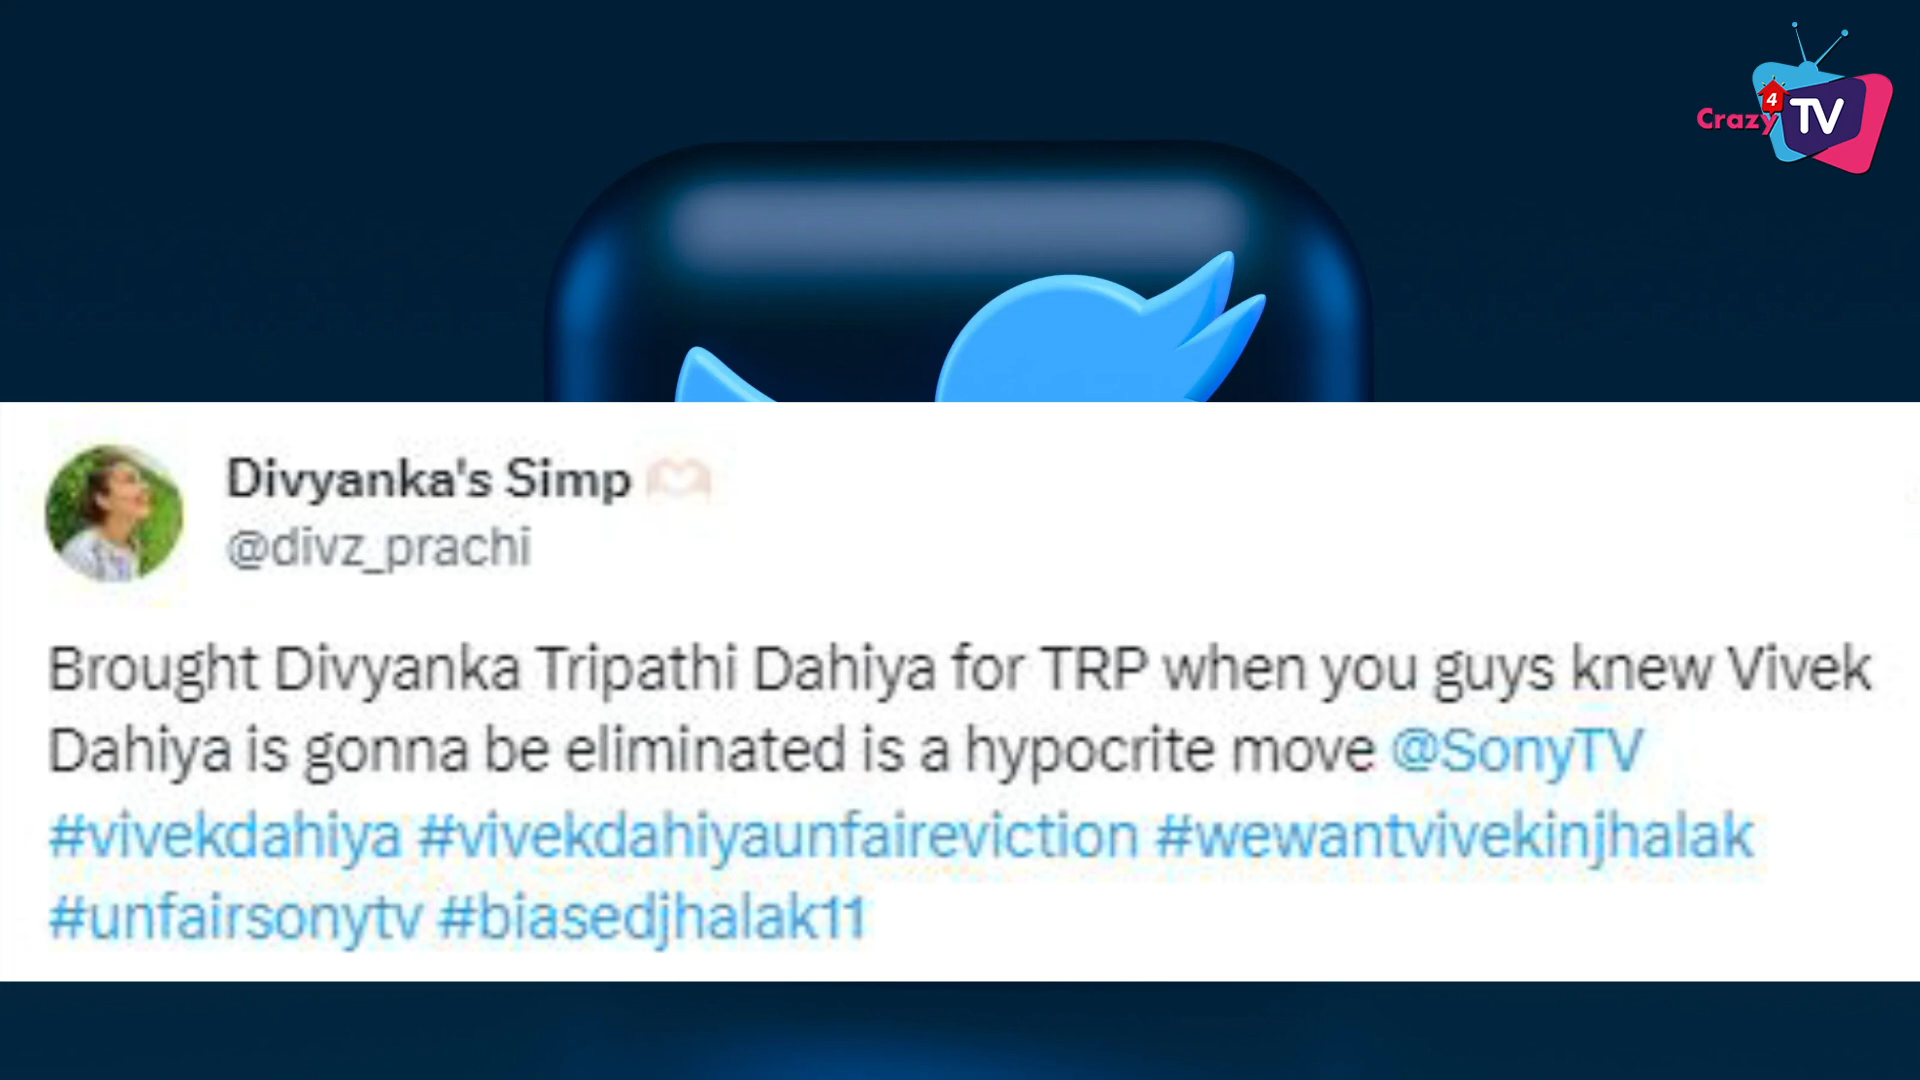 Crazy 4 TV
Divyanka's Simp 🫶🏻
@divz_prachi
Brought Divyanka Tripathi Dahiya for TRP when you guys knew Vivek
Dahiya is gonna be eliminated is a hypocrite move @SonyTV
#vivekdahiya #vivekdahiyaunfaireviction #wewantvivekinjhalak
#unfairsonytv #biasedjhalak11